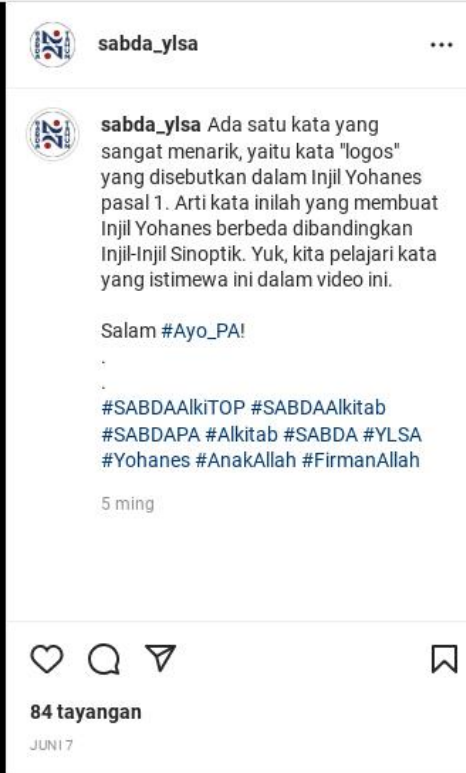 sabda_ylsa
sabda_ylsa Ada satu kata yang
sangat menarik, yaitu kata "logos"
yang disebutkan dalam Injil Yohanes
pasal 1. Arti kata inilah yang membuat
Injil Yohanes berbeda dibandingkan
Injil-Injil Sinoptik. Yuk, kita pelajari kata
yang istimewa ini dalam video ini.
Salam #Ayo_PA!
.
.
#SABDAAlkiTOP #SABDAAlkitab
#SABDAPA #Alkitab #SABDA #YLSA
#Yohanes #AnakAllah #FirmanAllah
5 ming
84 tayangan
JUNI 7